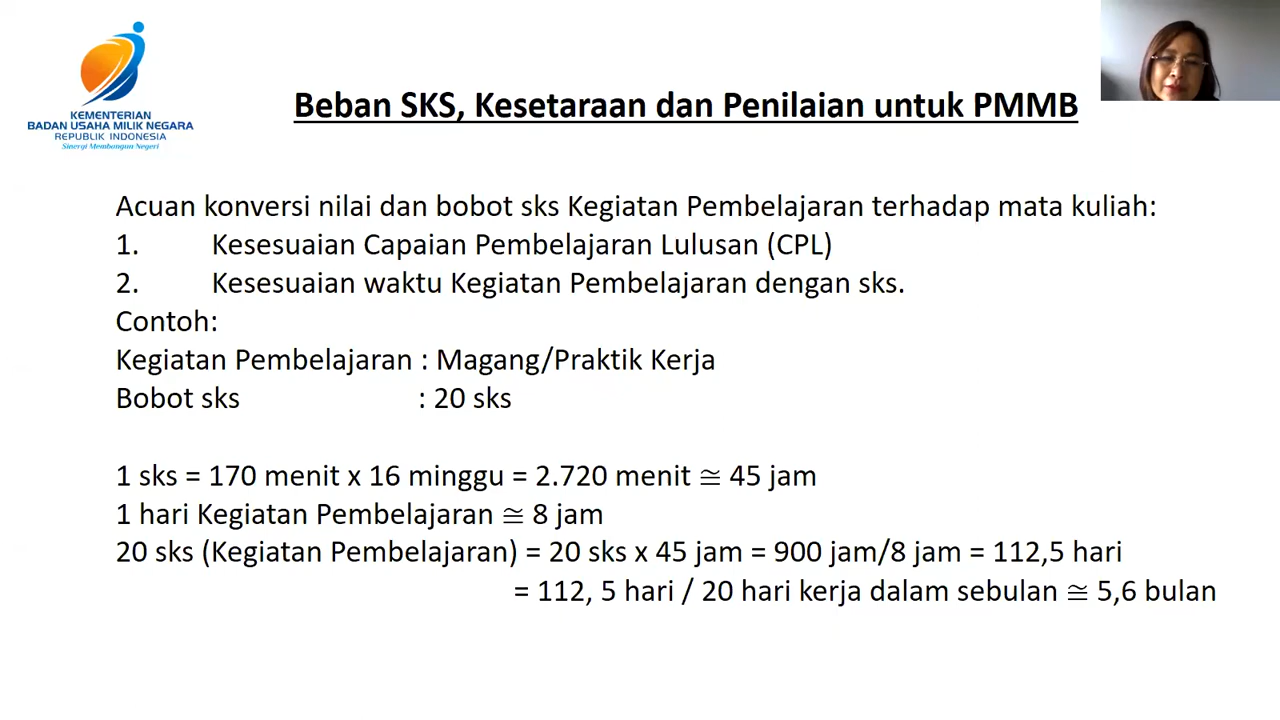 KEMENTERIAN
BADAN USAHA MILIK NEGARA
REPUBLIK INDONESIA
Sinergi Membangun Negeri
Beban SKS, Kesetaraan dan Penilaian untuk PMMB
Acuan konversi nilai dan bobot sks Kegiatan Pembelajaran terhadap mata kuliah:
1. Kesesuaian Capaian Pembelajaran Lulusan (CPL)
2. Kesesuaian waktu Kegiatan Pembelajaran dengan sks.
Contoh:
Kegiatan Pembelajaran : Magang/Praktik Kerja
Bobot sks : 20 sks
1 sks = 170 menit x 16 minggu = 2.720 menit ≅ 45 jam
1 hari Kegiatan Pembelajaran ≅ 8 jam
20 sks (Kegiatan Pembelajaran) = 20 sks x 45 jam = 900 jam/8 jam = 112,5 hari
= 112, 5 hari / 20 hari kerja dalam sebulan ≅ 5,6 bulan